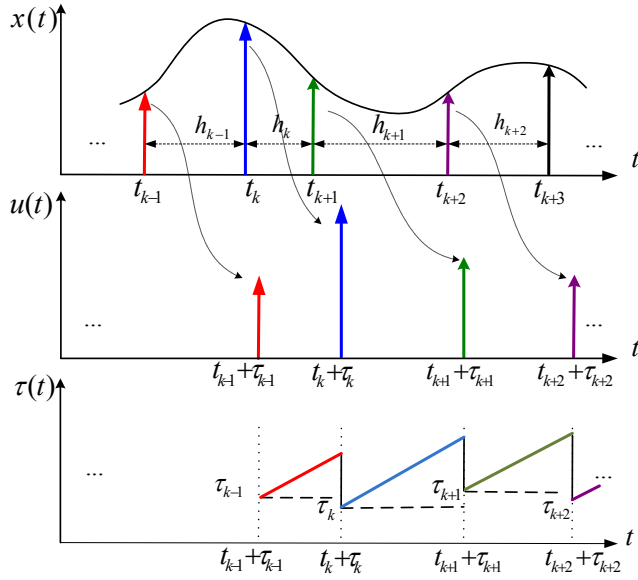 x(t)
... h_{k-1} h_k h_{k+1} h_{k+2} ... t
t_{k-1} t_k t_{k+1} t_{k+2} t_{k+3}
u(t)
... ... t
t_{k-1}+τ_{k-1} t_k+τ_k t_{k+1}+τ_{k+1} t_{k+2}+τ_{k+2}
τ(t)
... τ_{k-1} τ_k τ_{k+1} τ_{k+2} ...
t
t_{k-1}+τ_{k-1} t_k+τ_k t_{k+1}+τ_{k+1} t_{k+2}+τ_{k+2}